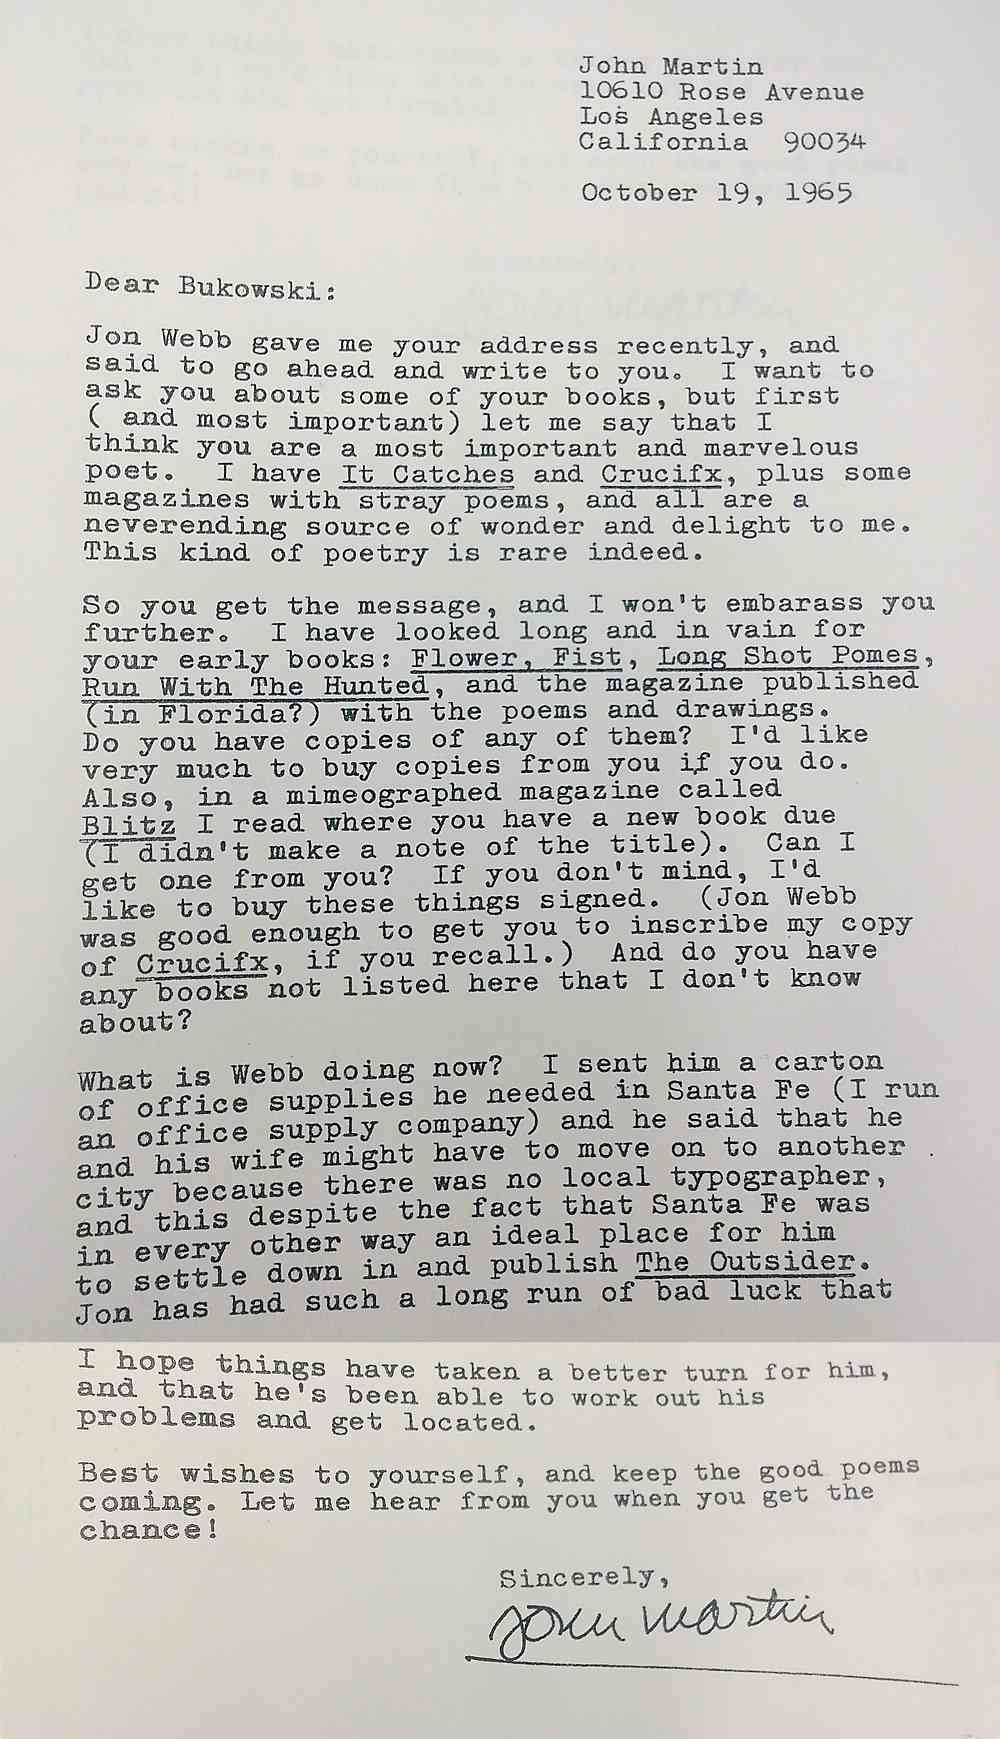 John Martin
10610 Rose Avenue
Los Angeles
California 90034
October 19, 1965
Dear Bukowski:
Jon Webb gave me your address recently, and
said to go ahead and write to you. I want to
ask you about some of your books, but first
( and most important) let me say that I
think you are a most important and marvelous
poet. I have It Catches and Crucifx, plus some
magazines with stray poems, and all are a
neverending source of wonder and delight to me.
This kind of poetry is rare indeed.
So you get the message, and I won't embarass you
further. I have looked long and in vain for
your early books: Flower, Fist, Long Shot Pomes,
Run With The Hunted, and the magazine published
(in Florida?) with the poems and drawings.
Do you have copies of any of them? I'd like
very much to buy copies from you if you do.
Also, in a mimeographed magazine called
Blitz I read where you have a new book due
(I didn't make a note of the title). Can I
get one from you? If you don't mind, I'd
like to buy these things signed. (Jon Webb
was good enough to get you to inscribe my copy
of Crucifx, if you recall.) And do you have
any books not listed here that I don't know
about?
What is Webb doing now? I sent him a carton
of office supplies he needed in Santa Fe (I run
an office supply company) and he said that he
and his wife might have to move on to another
city because there was no local typographer,
and this despite the fact that Santa Fe was
in every other way an ideal place for him
to settle down in and publish The Outsider.
Jon has had such a long run of bad luck that
I hope things have taken a better turn for him,
and that he's been able to work out his
problems and get located.
Best wishes to yourself, and keep the good poems
coming. Let me hear from you when you get the
chance!
Sincerely,
John Martin